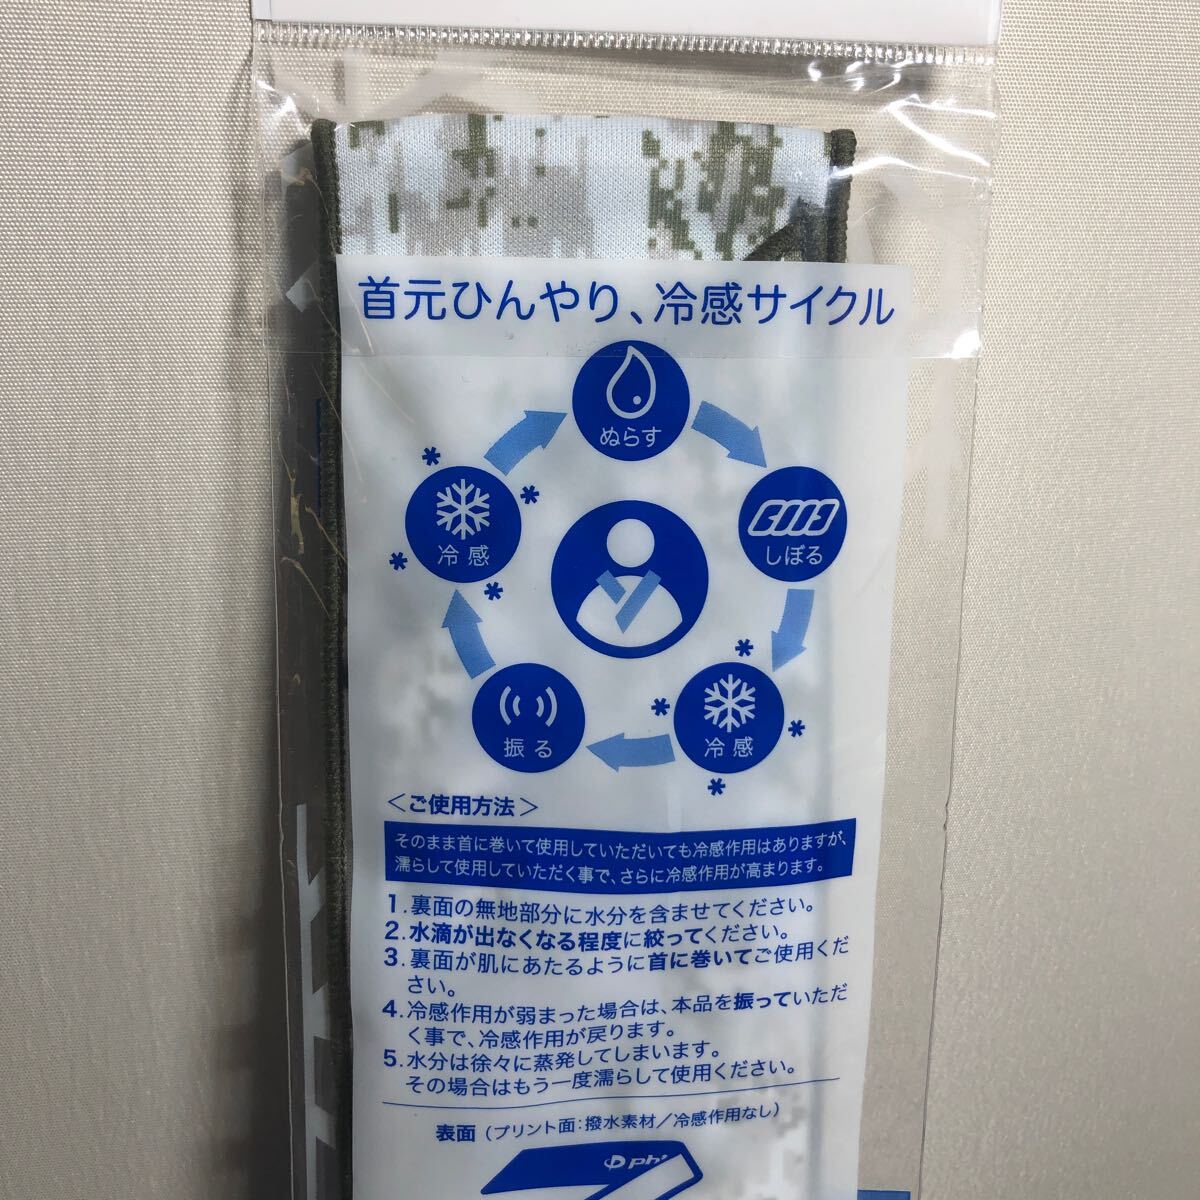 首元ひんやり、冷感サイクル
ぬらす
しぼる
冷感
振る
冷感
＜ご使用方法＞
そのまま首に巻いて使用していただいても冷感作用はありますが、
濡らして使用していただく事で、さらに冷感作用が高まります。
1.裏面の無地部分に水分を含ませてください。
2.水滴が出なくなる程度に絞ってください。
3.裏面が肌にあたるように首に巻いてご使用くだ
さい。
4.冷感作用が弱まった場合は、本品を振っていただ
く事で、冷感作用が戻ります。
5.水分は徐々に蒸発してしまいます。
その場合はもう一度濡らして使用ください。
表面（プリント面：撥水素材／冷感作用なし）